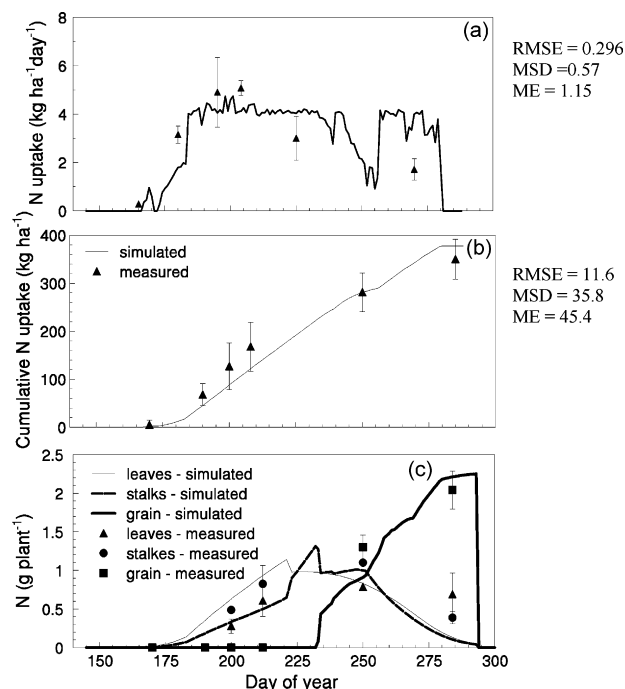 (a)
N uptake (kg ha⁻¹day⁻¹)
8
6
4
2
0
RMSE = 0.296
MSD =0.57
ME = 1.15
(b)
Cumulative N uptake (kg ha⁻¹)
400
300
200
100
0
simulated
measured
RMSE = 11.6
MSD = 35.8
ME = 45.4
(c)
N (g plant⁻¹)
2.5
2
1.5
1
0.5
0
leaves - simulated
stalks - simulated
grain - simulated
leaves - measured
stalkes - measured
grain - measured
150 175 200 225 250 275 300
Day of year